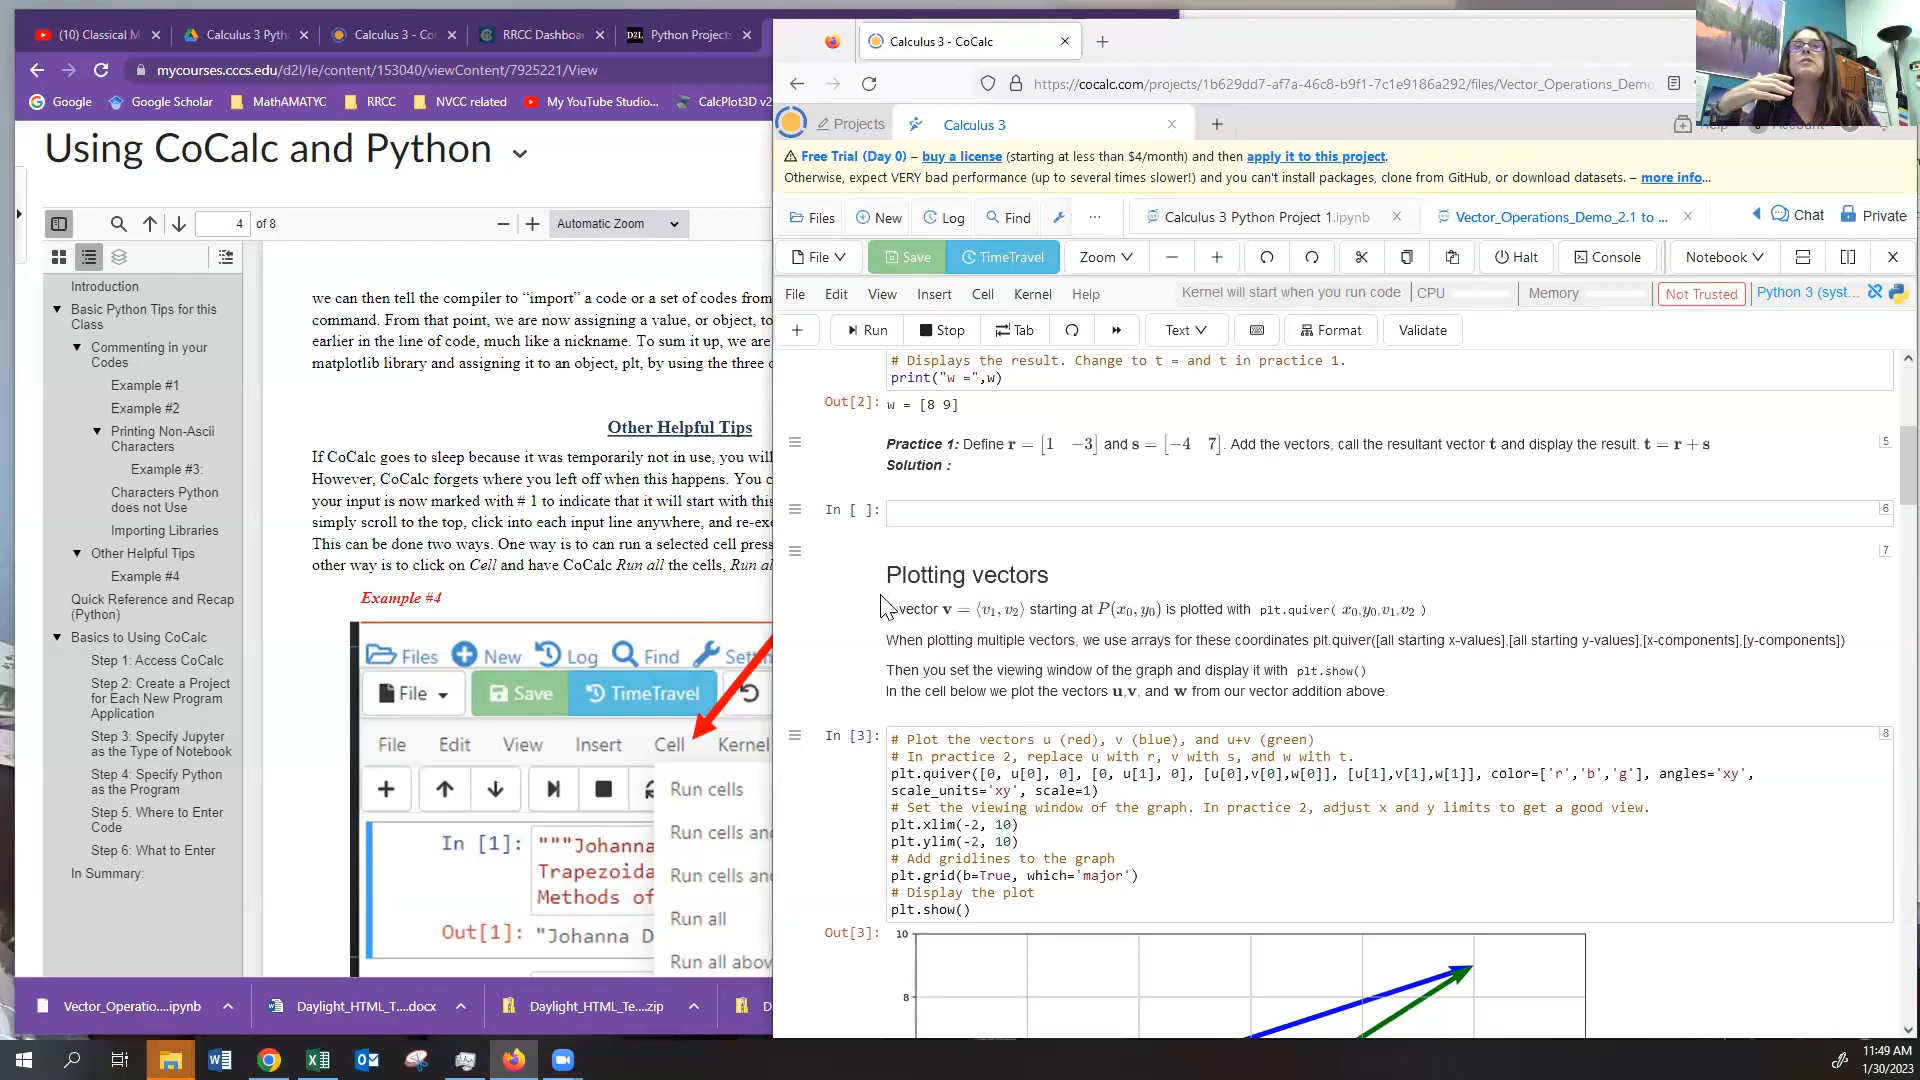 (10) Classical M
Calculus 3 Pyth
Calculus 3 - Co
RRCC Dashboa
D2L Python Projects
mycourses.cccs.edu/d2l/le/content/153040/viewContent/7925221/View
Google
Google Scholar
MathAMATYC
RRCC
NVCC related
My YouTube Studio...
CalcPlot3D v2
Using CoCalc and Python
4 of 8
Automatic Zoom
Introduction
Basic Python Tips for this
Class
Commenting in your
Codes
Example #1
Example #2
Printing Non-Ascii
Characters
Example #3:
Characters Python
does not Use
Importing Libraries
Other Helpful Tips
Example #4
Quick Reference and Recap
(Python)
Basics to Using CoCalc
Step 1: Access CoCalc
Step 2: Create a Project
for Each New Program
Application
Step 3: Specify Jupyter
as the Type of Notebook
Step 4: Specify Python
as the Program
Step 5: Where to Enter
Code
Step 6: What to Enter
In Summary:
we can then tell the compiler to “import” a code or a set of codes from
command. From that point, we are now assigning a value, or object, to
earlier in the line of code, much like a nickname. To sum it up, we are
matplotlib library and assigning it to an object, plt, by using the three
Other Helpful Tips
If CoCalc goes to sleep because it was temporarily not in use, you will
However, CoCalc forgets where you left off when this happens. You c
your input is now marked with # 1 to indicate that it will start with this
simply scroll to the top, click into each input line anywhere, and re-exe
This can be done two ways. One way is to can run a selected cell press
other way is to click on Cell and have CoCalc Run all the cells, Run al
Example #4
Files New Log Find Setti
File Save TimeTravel
File Edit View Insert Cell Kernel
Run cells
Run cells and
Run cells and
Run all
Run all abov
In [1]: """Johanna
Trapezoida
Methods of
Out[1]: "Johanna D
Vector_Operatio....ipynb
Daylight_HTML_T....docx
Daylight_HTML_Te....zip
D
Calculus 3 - CoCalc
https://cocalc.com/projects/1b629dd7-af7a-46c8-b9f1-7c1e9186a292/files/Vector_Operations_Demo
Projects
Calculus 3
Help
Account
Free Trial (Day 0) – buy a license (starting at less than $4/month) and then apply it to this project.
Otherwise, expect VERY bad performance (up to several times slower!) and you can't install packages, clone from GitHub, or download datasets. – more info...
Files New Log Find ...
Calculus 3 Python Project 1.ipynb
Vector_Operations_Demo_2.1 to ...
Chat Private
File Save TimeTravel Zoom Halt Console Notebook
File Edit View Insert Cell Kernel Help
Kernel will start when you run code
CPU
Memory
Not Trusted
Python 3 (syst...
Run Stop Tab Text Format Validate
# Displays the result. Change to t = and t in practice 1.
print("w =",w)
Out[2]: w = [8 9]
Practice 1: Define r = [1 −3] and s = [−4 7]. Add the vectors, call the resultant vector t and display the result. t = r + s
5
Solution :
In [ ]:
6
7
Plotting vectors
vector v = ⟨v₁, v₂⟩ starting at P(x₀, y₀) is plotted with plt.quiver( x₀,y₀,v₁,v₂ )
When plotting multiple vectors, we use arrays for these coordinates plt.quiver([all starting x-values],[all starting y-values],[x-components],[y-components])
Then you set the viewing window of the graph and display it with plt.show()
In the cell below we plot the vectors u,v, and w from our vector addition above.
In [3]:
8
# Plot the vectors u (red), v (blue), and u+v (green)
# In practice 2, replace u with r, v with s, and w with t.
plt.quiver([0, u[0], 0], [0, u[1], 0], [u[0],v[0],w[0]], [u[1],v[1],w[1]], color=['r','b','g'], angles='xy',
scale_units='xy', scale=1)
# Set the viewing window of the graph. In practice 2, adjust x and y limits to get a good view.
plt.xlim(-2, 10)
plt.ylim(-2, 10)
# Add gridlines to the graph
plt.grid(b=True, which='major')
# Display the plot
plt.show()
Out[3]:
10
8
11:49 AM
1/30/2023